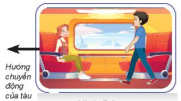 Hướng
chuyển
động
của tàu